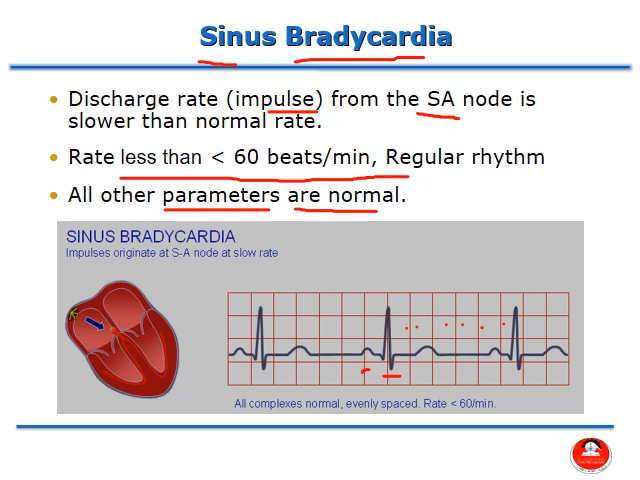 Sinus Bradycardia
• Discharge rate (impulse) from the SA node is
slower than normal rate.
• Rate less than < 60 beats/min, Regular rhythm
• All other parameters are normal.
SINUS BRADYCARDIA
Impulses originate at S-A node at slow rate
All complexes normal, evenly spaced. Rate < 60/min.